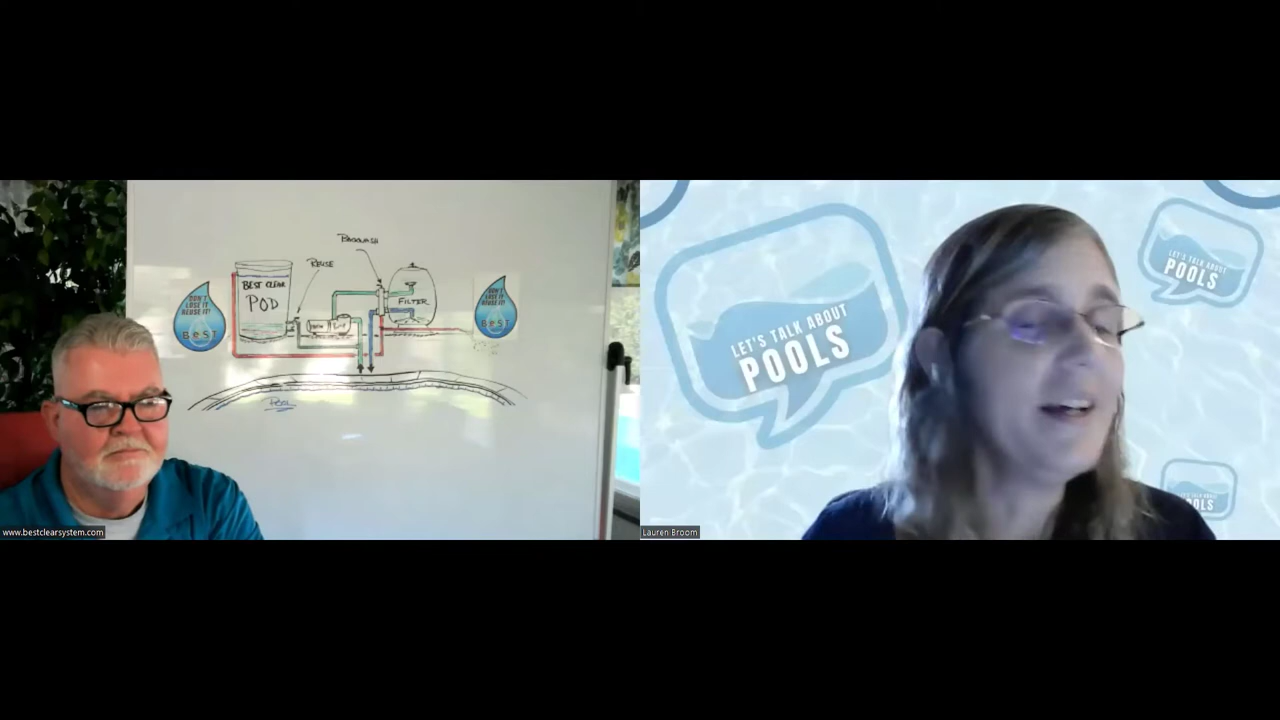 BACKWASH
REUSE
BEST CLEAR
POD
FILTER
DON'T
LOSE IT
REUSE IT!
BeST
DON'T
LOSE IT
REUSE IT!
BeST
POOL
www.bestclearsystem.com
LET'S TALK ABOUT
POOLS
LET'S TALK ABOUT
POOLS
Lauren Broom